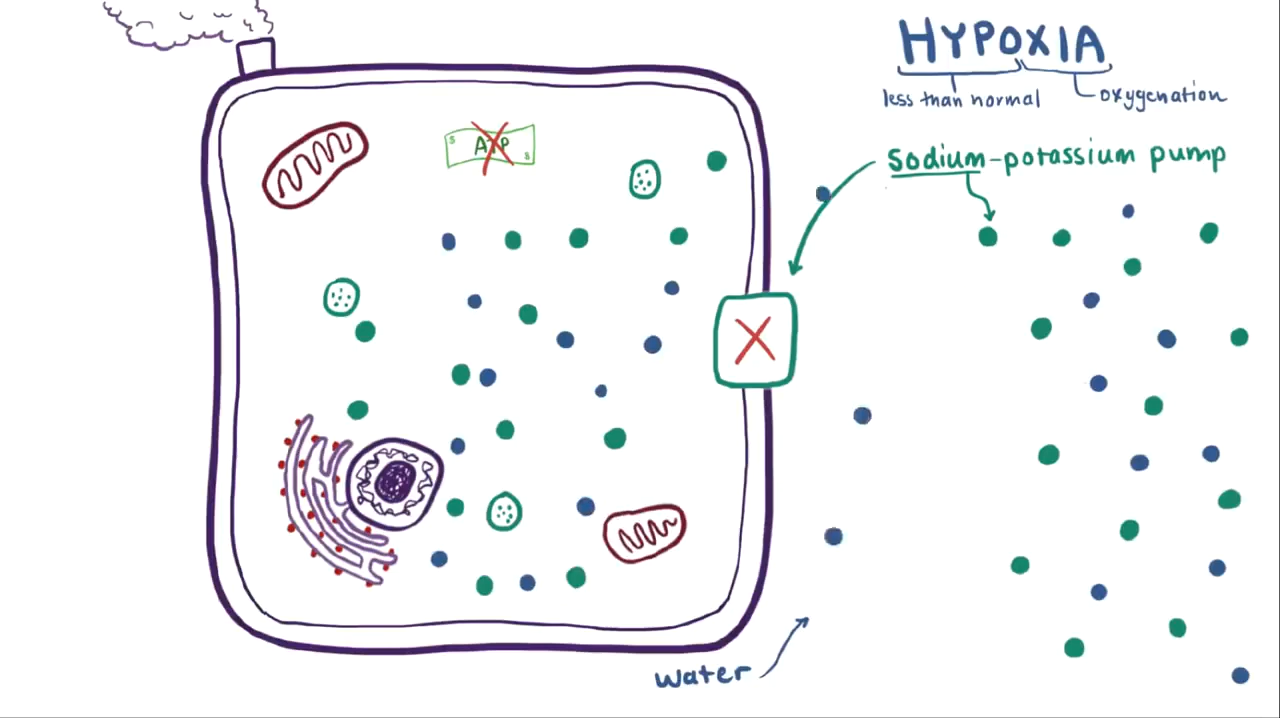 HYPOXIA
less than normal
oxygenation
sodium-potassium pump
$ ATP $
water